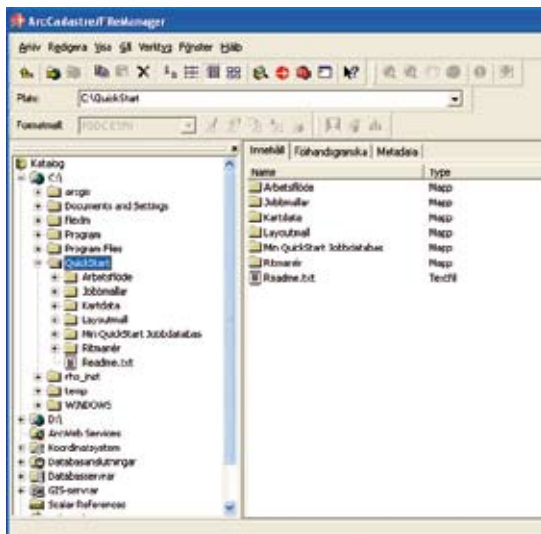 ArcCadastre/FileManager
Arkiv Redigera Visa Gå Verktyg Fönster Hjälp
Plats: C:\QuickStart
Formatmall:
Innehåll Förhandsgranska Metadata
Katalog
C:\
arcgis
Documents and Settings
flexlm
Program
Program Files
QuickStart
Arbetsflöde
Jobbmallar
Kartdata
Layoutmall
Min QuickStart Jobbdatabas
Ritmanér
Readme.txt
rho_inet
temp
WINDOWS
D:\
ArcWeb Services
Koordinatsystem
Databasanslutningar
Databasservrar
GIS-servrar
Scalar References
Name Type
Arbetsflöde Mapp
Jobbmallar Mapp
Kartdata Mapp
Layoutmall Mapp
Min QuickStart Jobbdatabas Mapp
Ritmanér Mapp
Readme.txt Textfil